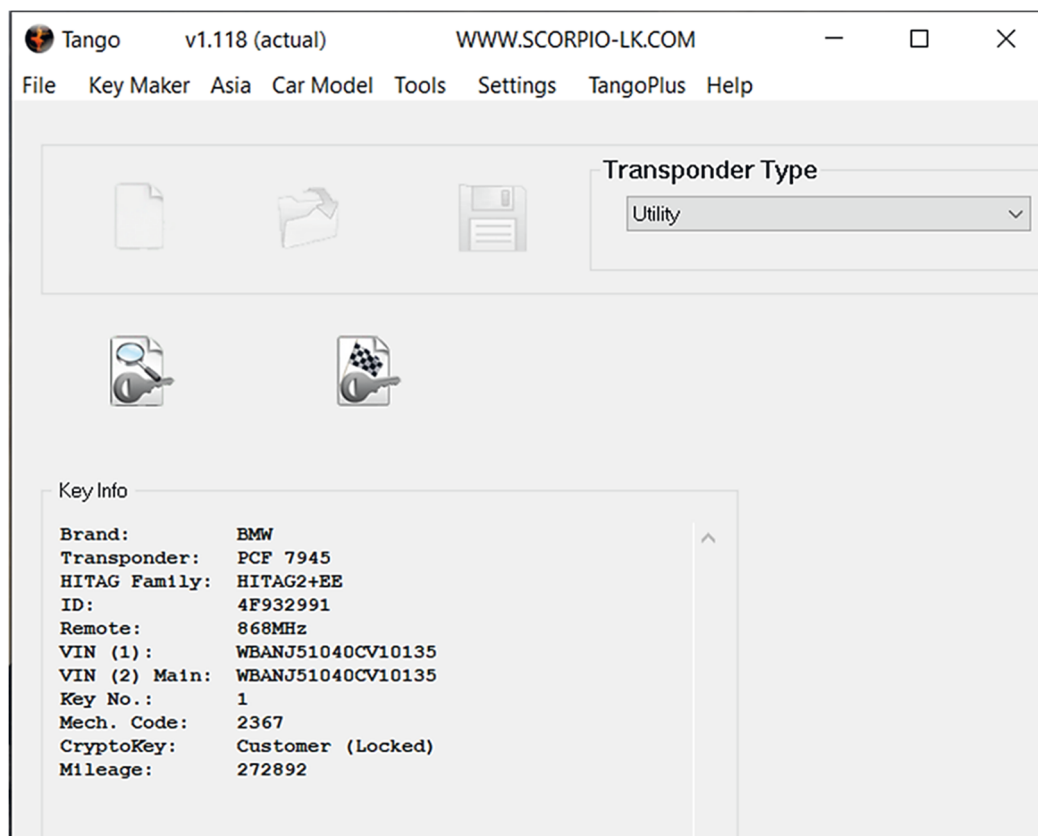 Tango v1.118 (actual) WWW.SCORPIO-LK.COM
File Key Maker Asia Car Model Tools Settings TangoPlus Help
Transponder Type
Utility
Key Info
Brand: BMW
Transponder: PCF 7945
HITAG Family: HITAG2+EE
ID: 4F932991
Remote: 868MHz
VIN (1): WBANJ51040CV10135
VIN (2) Main: WBANJ51040CV10135
Key No.: 1
Mech. Code: 2367
CryptoKey: Customer (Locked)
Mileage: 272892